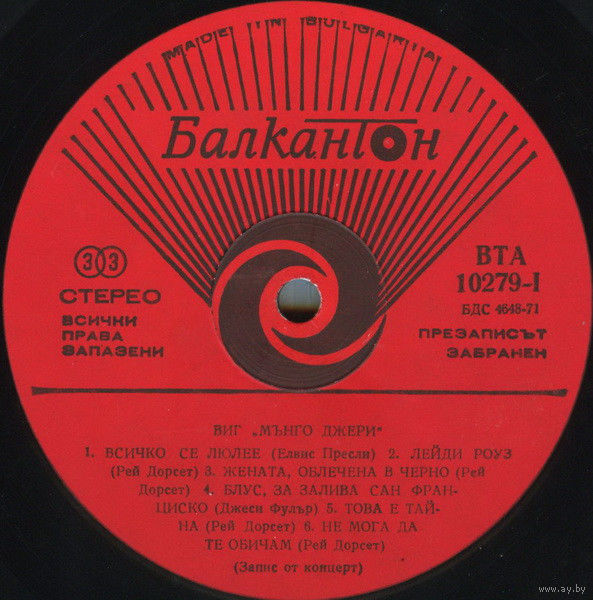 MADE IN BULGARIA
Балкантон
33
СТЕРЕО
ВСИЧКИ
ПРАВА
ЗАПАЗЕНИ
ВТА
10279-I
БДС 4648-71
ПРЕЗАПИСЪТ
ЗАБРАНЕН
ВИГ „МЪНГО ДЖЕРИ“
1. ВСИЧКО СЕ ЛЮЛЕЕ (Елвис Пресли) 2. ЛЕЙДИ РОУЗ
(Рей Дорсет) 3. ЖЕНАТА, ОБЛЕЧЕНА В ЧЕРНО (Рей
Дорсет) 4. БЛУС, ЗА ЗАЛИВА САН ФРАН-
ЦИСКО (Джеси Фулър) 5. ТОВА Е ТАЙ-
НА (Рей Дорсет) 6. НЕ МОГА ДА
ТЕ ОБИЧАМ (Рей Дорсет)
(Запис от концерт)
www.ay.by